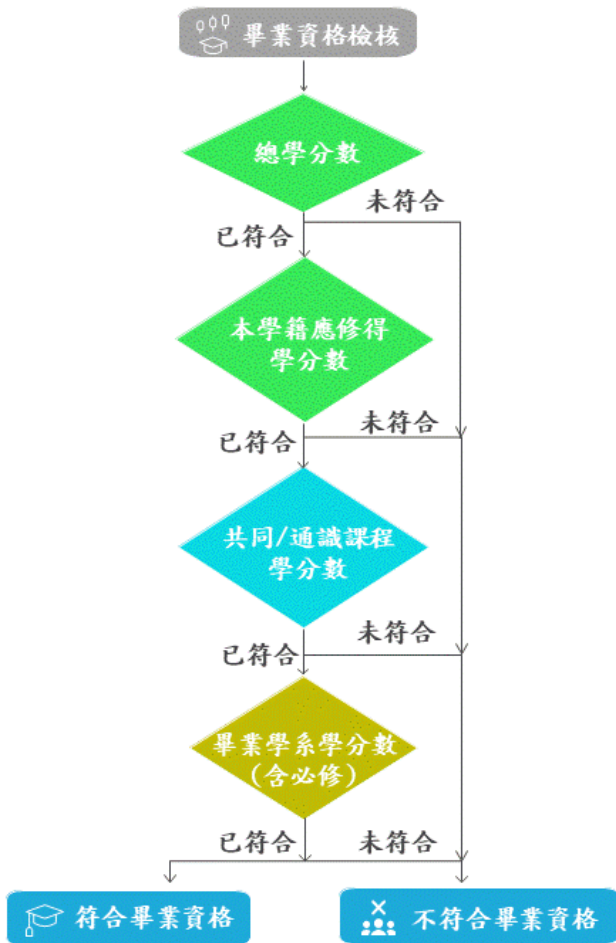 畢業資格檢核
總學分數
未符合
已符合
本學籍應修得
學分數
未符合
已符合
共同/通識課程
學分數
未符合
已符合
畢業學系學分數
(含必修)
已符合
未符合
符合畢業資格
不符合畢業資格